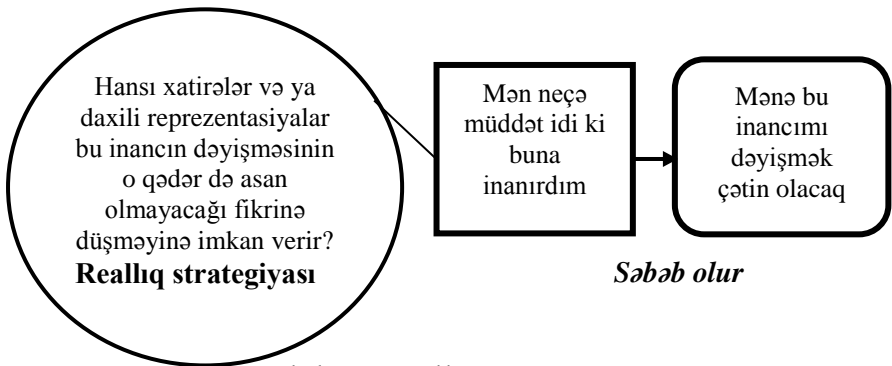 Hansı xatirələr və ya
daxili reprezentasiyalar
bu inancın dəyişməsinin
o qədər də asan
olmayacağı fikrinə
düşməyinə imkan verir?
Reallıq strategiyası
Mən neçə
müddət idi ki
buna
inanırdım
Mənə bu
inancımı
dəyişmək
çətin olacaq
Səbəb olur